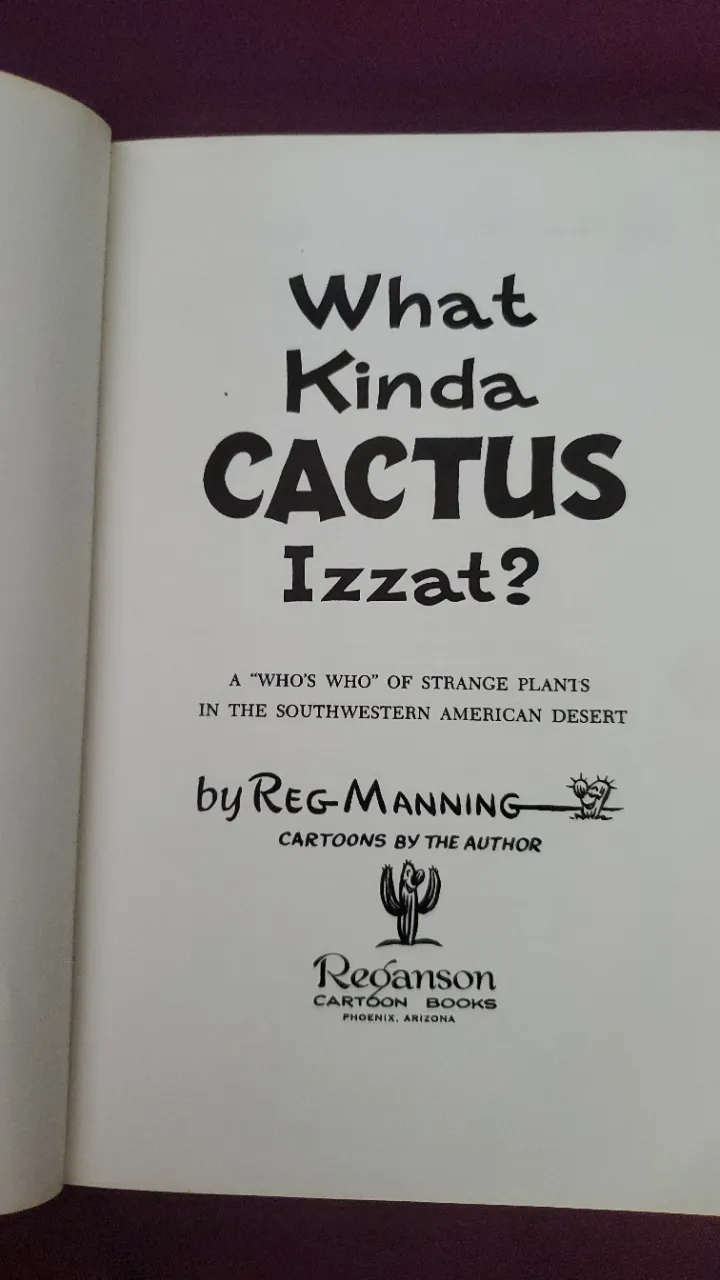 What
Kinda
CACTUS
Izzat?
A "WHO'S WHO" OF STRANGE PLANTS
IN THE SOUTHWESTERN AMERICAN DESERT
by REG MANNING
CARTOONS BY THE AUTHOR
Reganson
CARTOON BOOKS
PHOENIX, ARIZONA